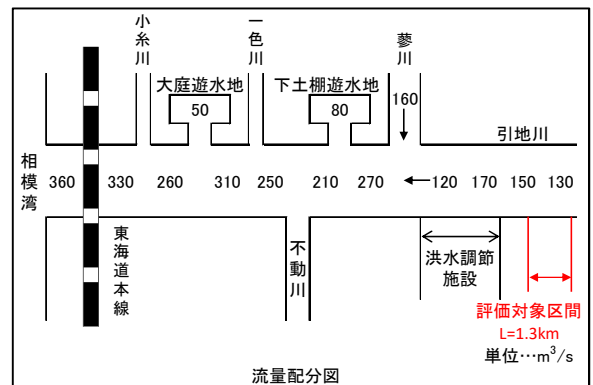 小糸川
一色川
蓼川
大庭遊水地
下土棚遊水地
50
80
160
引地川
相模湾
360 330 260 310 250 210 270 ←120 170 150 130
東海道本線
不動川
洪水調節
施設
評価対象区間
L=1.3km
単位…m³/s
流量配分図